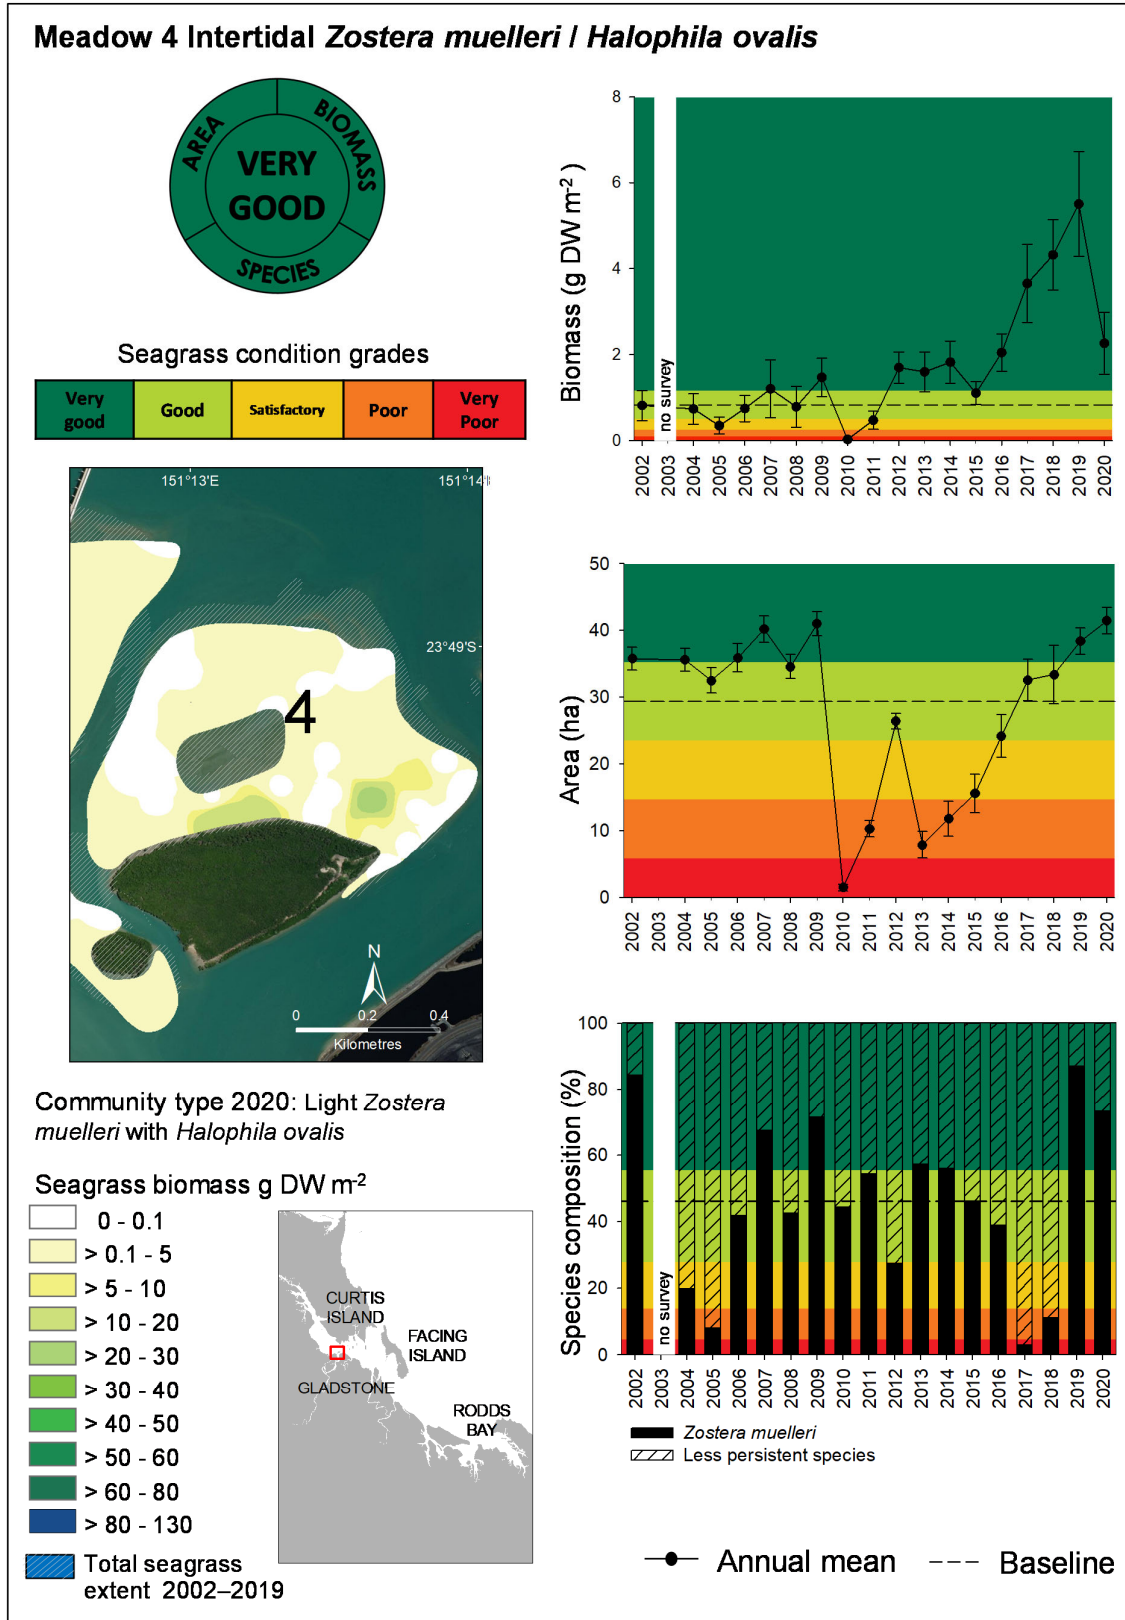 Meadow 4 Intertidal Zostera muelleri / Halophila ovalis
AREA
BIOMASS
SPECIES
VERY
GOOD
Seagrass condition grades
Very good
Good
Satisfactory
Poor
Very Poor
151°13'E
151°14'
23°49'S
4
N
0 0.2 0.4
Kilometres
Community type 2020: Light Zostera
muelleri with Halophila ovalis
Seagrass biomass g DW m-2
0 - 0.1
> 0.1 - 5
> 5 - 10
> 10 - 20
> 20 - 30
> 30 - 40
> 40 - 50
> 50 - 60
> 60 - 80
> 80 - 130
Total seagrass
extent 2002–2019
CURTIS
ISLAND
FACING
ISLAND
GLADSTONE
RODDS
BAY
Biomass (g DW m-2)
8
6
4
2
0
no survey
2002 2003 2004 2005 2006 2007 2008 2009 2010 2011 2012 2013 2014 2015 2016 2017 2018 2019 2020
Area (ha)
50
40
30
20
10
0
2002 2003 2004 2005 2006 2007 2008 2009 2010 2011 2012 2013 2014 2015 2016 2017 2018 2019 2020
Species composition (%)
100
80
60
40
20
0
no survey
2002 2003 2004 2005 2006 2007 2008 2009 2010 2011 2012 2013 2014 2015 2016 2017 2018 2019 2020
Zostera muelleri
Less persistent species
Annual mean
Baseline